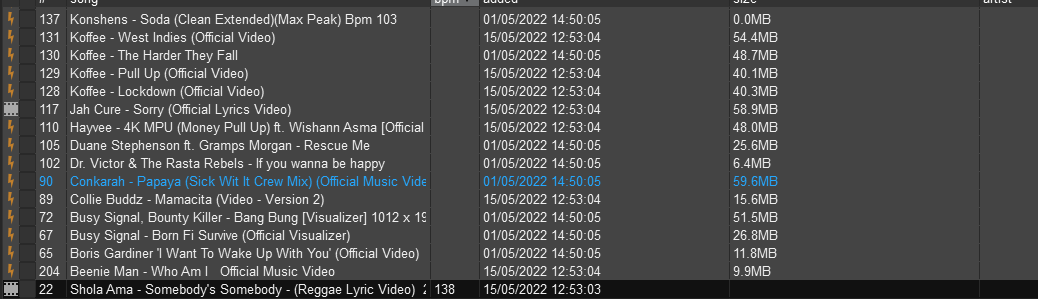 # song bpm added size artist
137 Konshens - Soda (Clean Extended)(Max Peak) Bpm 103 01/05/2022 14:50:05 0.0MB
131 Koffee - West Indies (Official Video) 15/05/2022 12:53:04 54.4MB
130 Koffee - The Harder They Fall 01/05/2022 14:50:05 48.7MB
129 Koffee - Pull Up (Official Video) 15/05/2022 12:53:04 40.1MB
128 Koffee - Lockdown (Official Video) 15/05/2022 12:53:04 40.3MB
117 Jah Cure - Sorry (Official Lyrics Video) 15/05/2022 12:53:04 58.9MB
110 Hayvee - 4K MPU (Money Pull Up) ft. Wishann Asma [Official 15/05/2022 12:53:04 48.0MB
105 Duane Stephenson ft. Gramps Morgan - Rescue Me 01/05/2022 14:50:05 25.6MB
102 Dr. Victor & The Rasta Rebels - If you wanna be happy 01/05/2022 14:50:05 6.4MB
90 Conkarah - Papaya (Sick Wit It Crew Mix) (Official Music Vide 01/05/2022 14:50:05 59.6MB
89 Collie Buddz - Mamacita (Video - Version 2) 15/05/2022 12:53:04 15.6MB
72 Busy Signal, Bounty Killer - Bang Bung [Visualizer] 1012 x 19 01/05/2022 14:50:05 51.5MB
67 Busy Signal - Born Fi Survive (Official Visualizer) 01/05/2022 14:50:05 26.8MB
65 Boris Gardiner 'I Want To Wake Up With You' (Official Video) 01/05/2022 14:50:05 11.8MB
204 Beenie Man - Who Am I Official Music Video 15/05/2022 12:53:04 9.9MB
22 Shola Ama - Somebody's Somebody - (Reggae Lyric Video) 2 138 15/05/2022 12:53:03